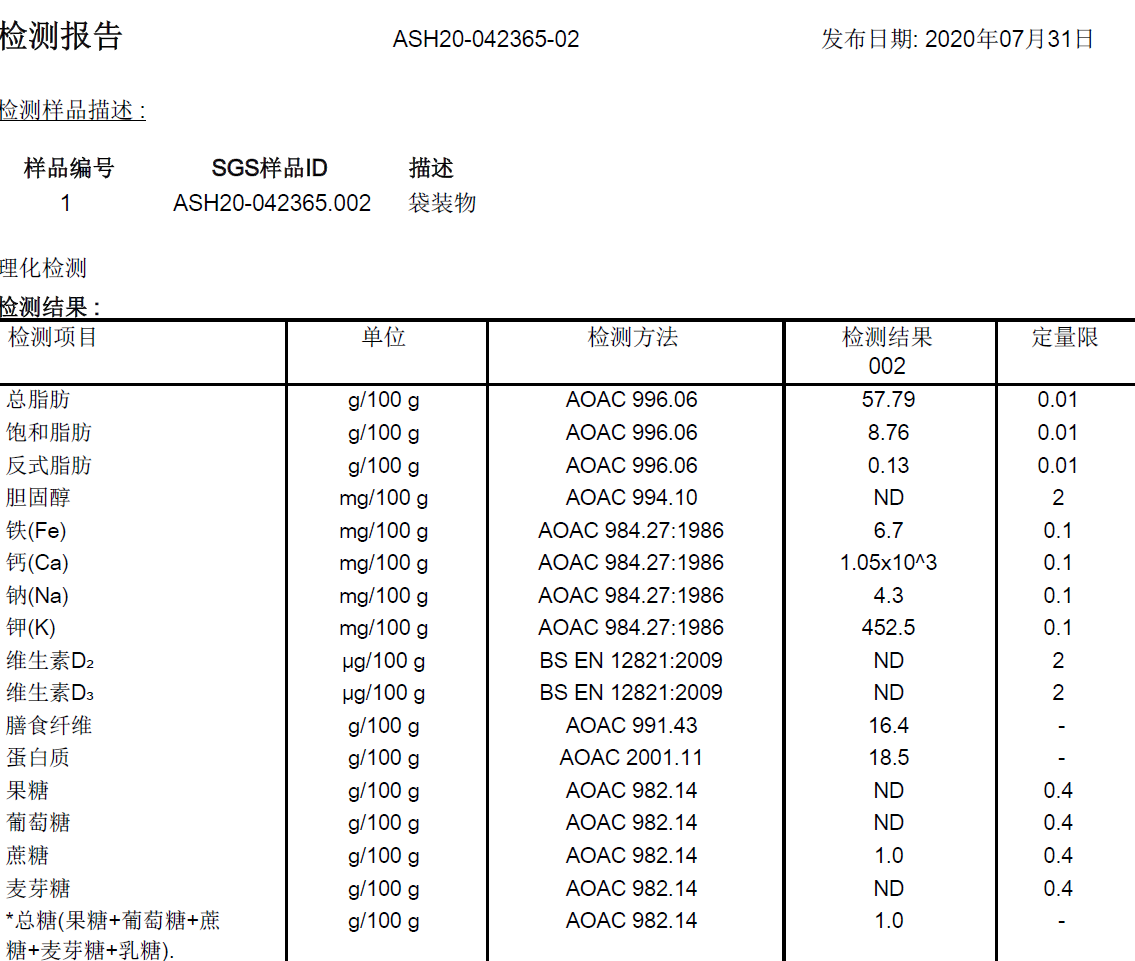 检测报告 ASH20-042365-02 发布日期: 2020年07月31日
检测样品描述 :
样品编号 SGS样品ID 描述
1 ASH20-042365.002 袋装物
理化检测
检测结果 :
检测项目 单位 检测方法 检测结果 定量限
002
总脂肪 g/100 g AOAC 996.06 57.79 0.01
饱和脂肪 g/100 g AOAC 996.06 8.76 0.01
反式脂肪 g/100 g AOAC 996.06 0.13 0.01
胆固醇 mg/100 g AOAC 994.10 ND 2
铁(Fe) mg/100 g AOAC 984.27:1986 6.7 0.1
钙(Ca) mg/100 g AOAC 984.27:1986 1.05x10^3 0.1
钠(Na) mg/100 g AOAC 984.27:1986 4.3 0.1
钾(K) mg/100 g AOAC 984.27:1986 452.5 0.1
维生素D₂ µg/100 g BS EN 12821:2009 ND 2
维生素D₃ µg/100 g BS EN 12821:2009 ND 2
膳食纤维 g/100 g AOAC 991.43 16.4 -
蛋白质 g/100 g AOAC 2001.11 18.5 -
果糖 g/100 g AOAC 982.14 ND 0.4
葡萄糖 g/100 g AOAC 982.14 ND 0.4
蔗糖 g/100 g AOAC 982.14 1.0 0.4
麦芽糖 g/100 g AOAC 982.14 ND 0.4
*总糖(果糖+葡萄糖+蔗 g/100 g AOAC 982.14 1.0 -
糖+麦芽糖+乳糖).